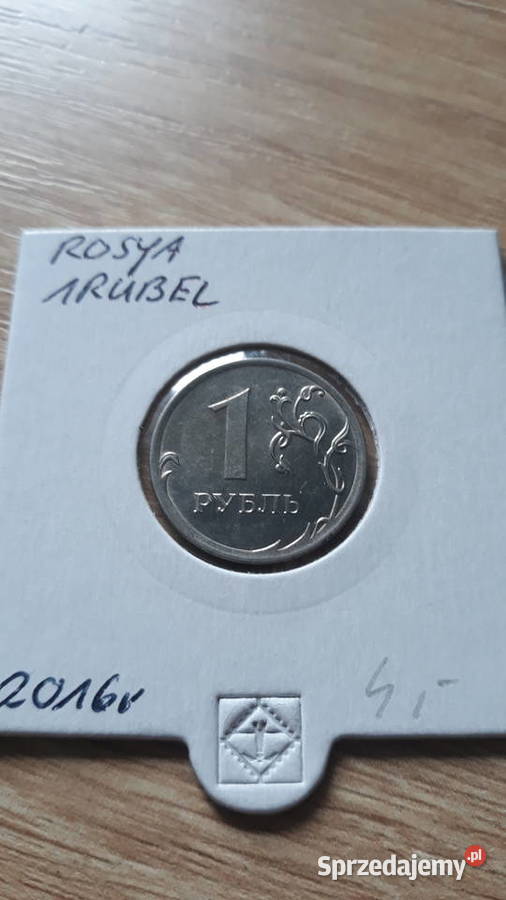 ROSYA
1RUBEL
1
РУБЛЬ
2016r
4,-
Sprzedajemy.pl